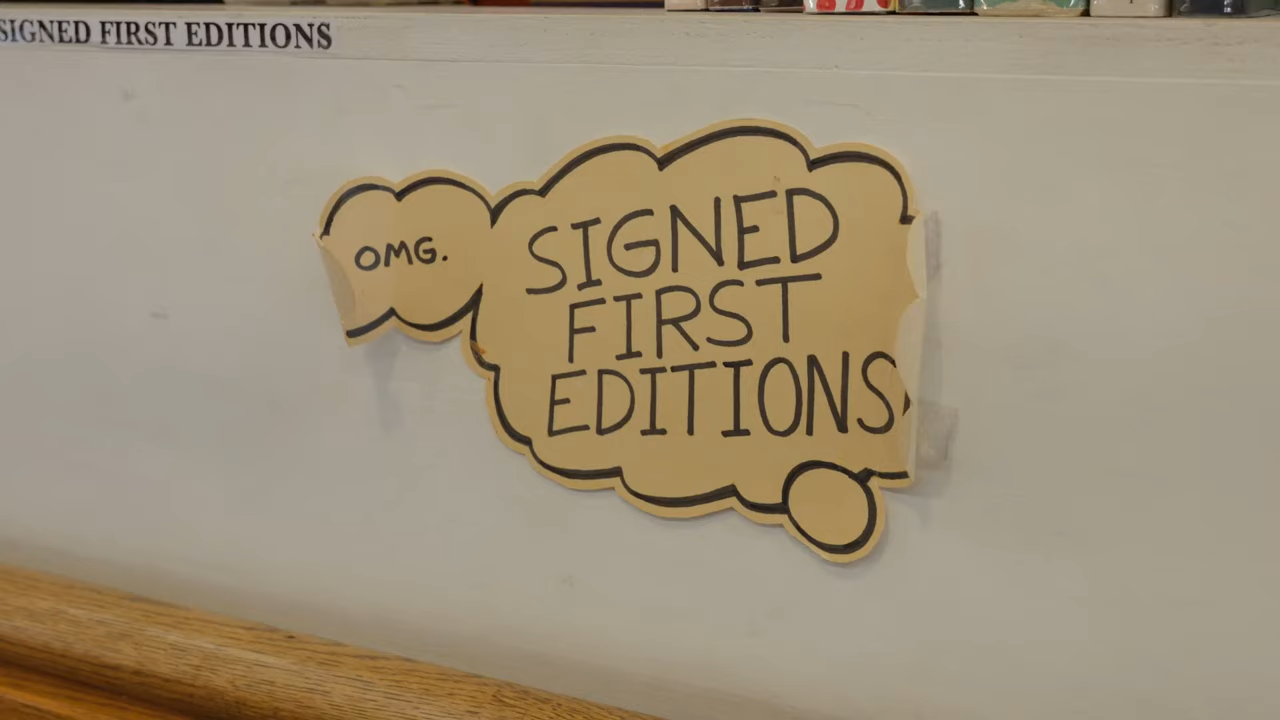 SIGNED FIRST EDITIONS
OMG.
SIGNED
FIRST
EDITIONS